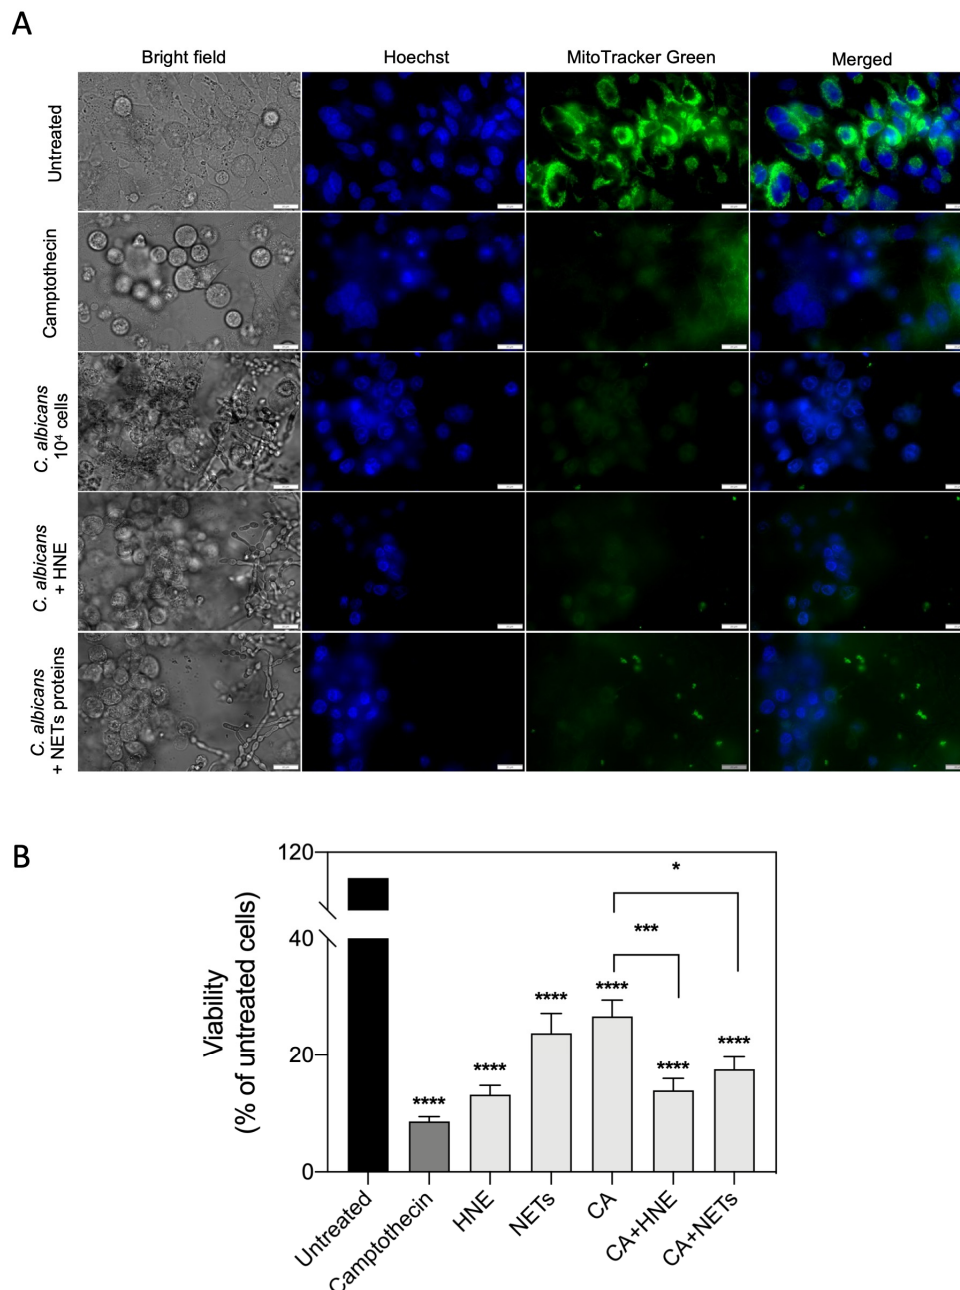 A
Bright field
Hoechst
MitoTracker Green
Merged
Untreated
Camptothecin
C. albicans
10⁴ cells
C. albicans
+ HNE
C. albicans
+ NETs proteins
B
Viability
(% of untreated cells)
120
40
20
0
*
***
****
****
****
****
****
****
Untreated
Camptothecin
HNE
NETs
CA
CA+HNE
CA+NETs